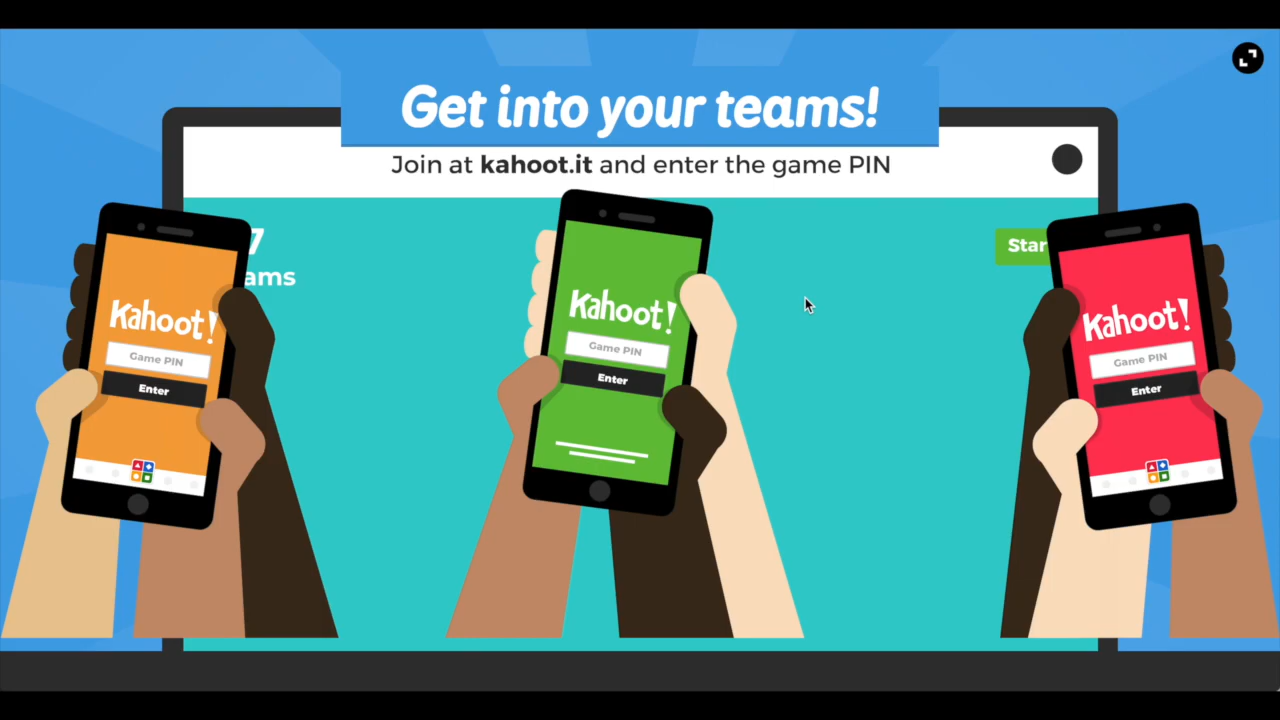 Get into your teams!
Join at kahoot.it and enter the game PIN
7
Kahoot!
Game PIN
Enter
Kahoot!
Game PIN
Enter
Kahoot!
Game PIN
Enter